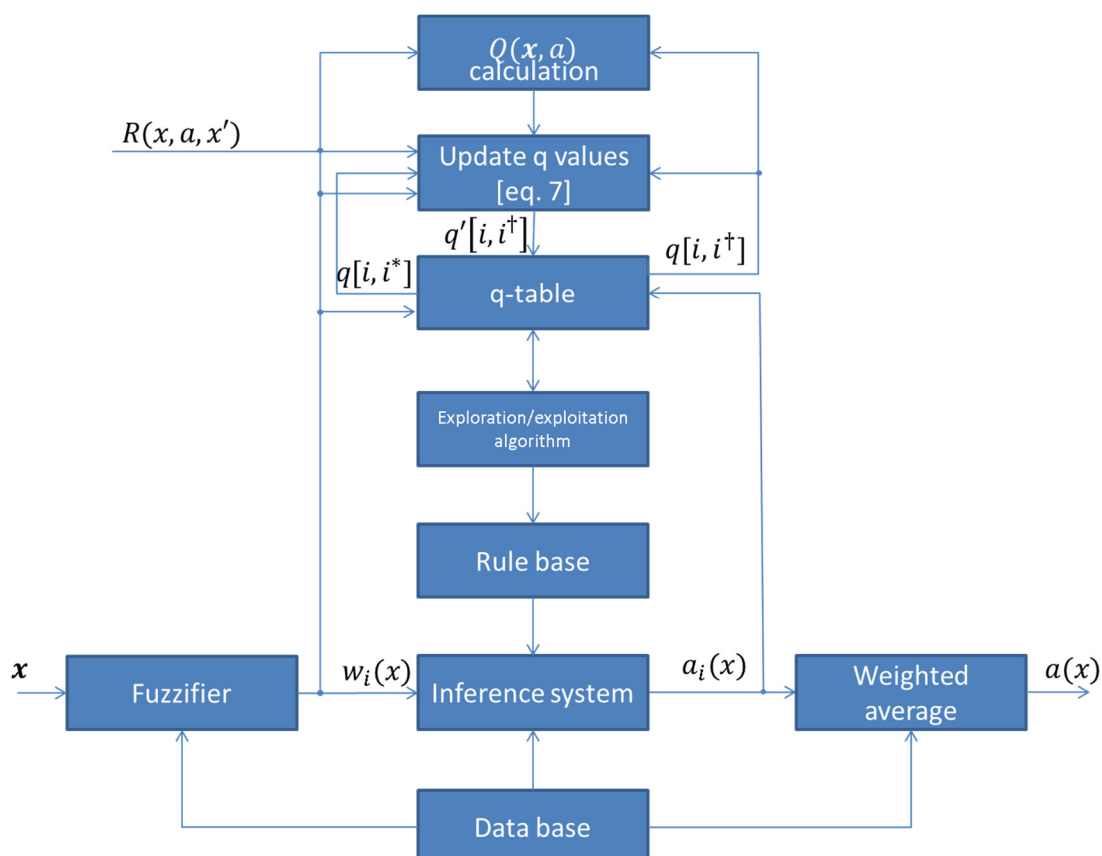 Q(x, a)
calculation
R(x, a, x′)
Update q values
[eq. 7]
q′[i, i†]
q[i, i†]
q[i, i*]
q-table
Exploration/exploitation
algorithm
Rule base
x
Fuzzifier
wᵢ(x)
Inference system
aᵢ(x)
Weighted
average
a(x)
Data base